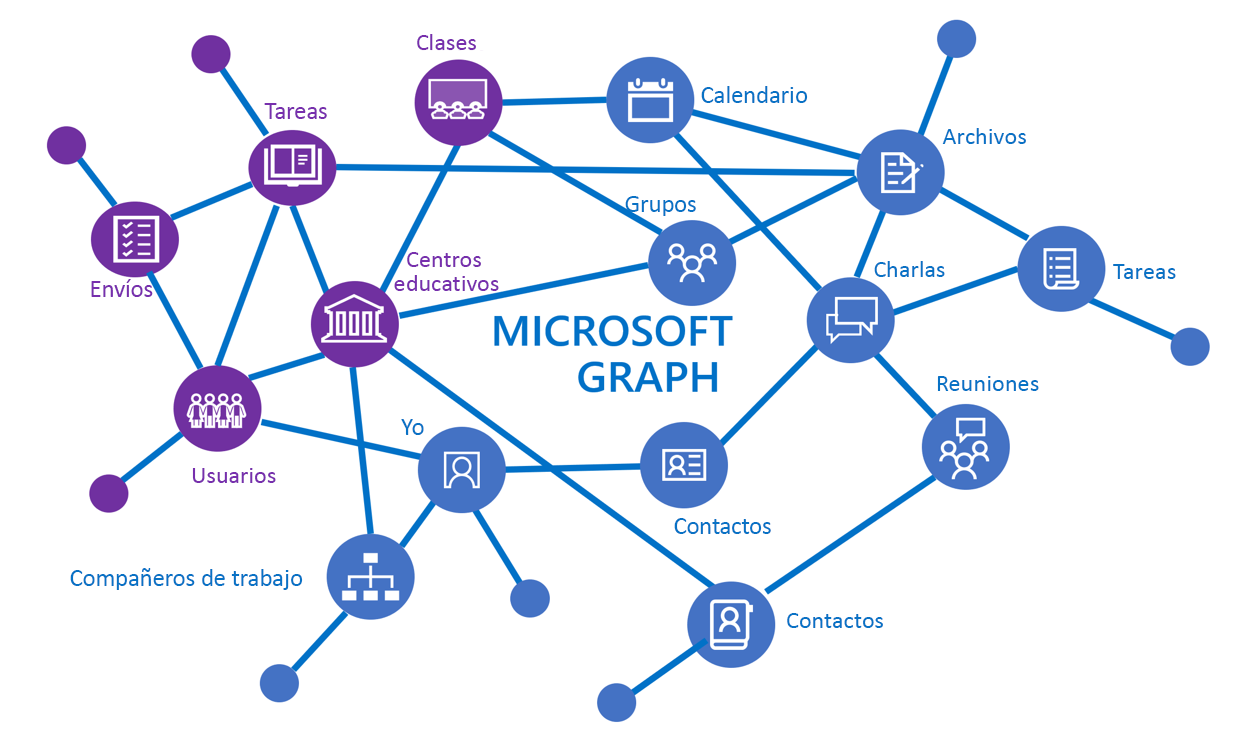 Clases
Calendario
Tareas
Archivos
Grupos
Centros
educativos
Charlas
Tareas
Envíos
MICROSOFT
GRAPH
Reuniones
Yo
Usuarios
Contactos
Compañeros de trabajo
Contactos